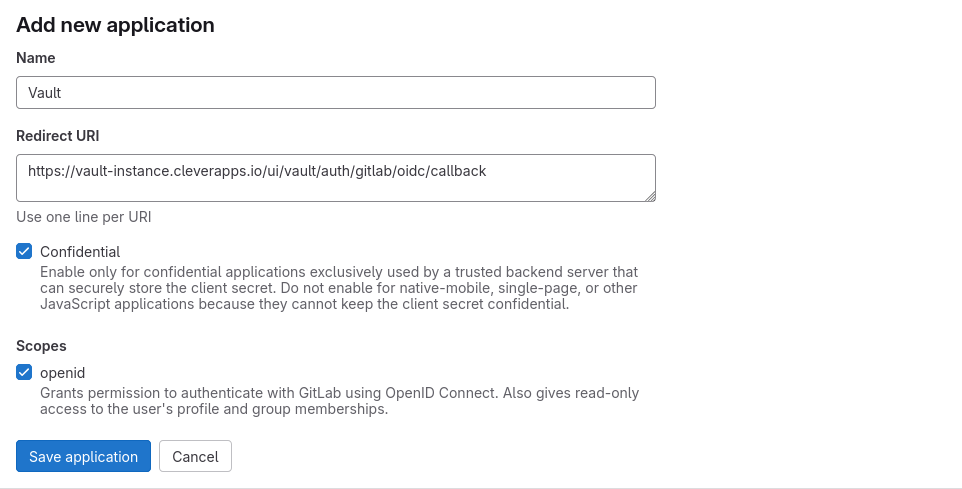 Add new application
Name
Vault
Redirect URI
https://vault-instance.cleverapps.io/ui/vault/auth/gitlab/oidc/callback
Use one line per URI
Confidential
Enable only for confidential applications exclusively used by a trusted backend server that
can securely store the client secret. Do not enable for native-mobile, single-page, or other
JavaScript applications because they cannot keep the client secret confidential.
Scopes
openid
Grants permission to authenticate with GitLab using OpenID Connect. Also gives read-only
access to the user's profile and group memberships.
Save application
Cancel